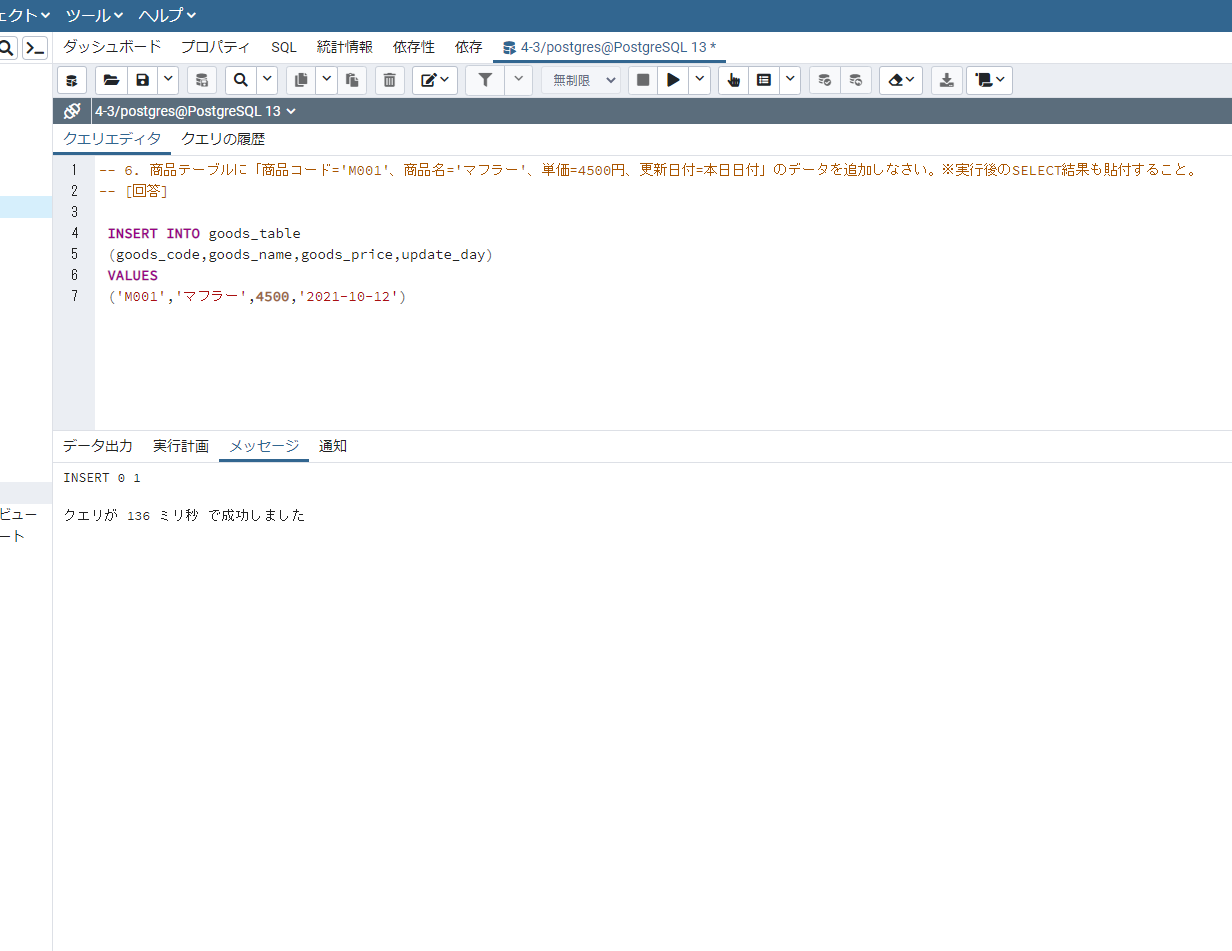 ェクト ツール ヘルプ
ダッシュボード プロパティ SQL 統計情報 依存性 依存 4-3/postgres@PostgreSQL 13 *
無制限
4-3/postgres@PostgreSQL 13
クエリエディタ クエリの履歴
1 -- 6. 商品テーブルに「商品コード='M001'、商品名='マフラー'、単価=4500円、更新日付=本日日付」のデータを追加しなさい。※実行後のSELECT結果も貼付すること。
2 -- [回答]
3
4 INSERT INTO goods_table
5 (goods_code,goods_name,goods_price,update_day)
6 VALUES
7 ('M001','マフラー',4500,'2021-10-12')
データ出力 実行計画 メッセージ 通知
INSERT 0 1
ビュー
クエリが 136 ミリ秒 で成功しました
ート